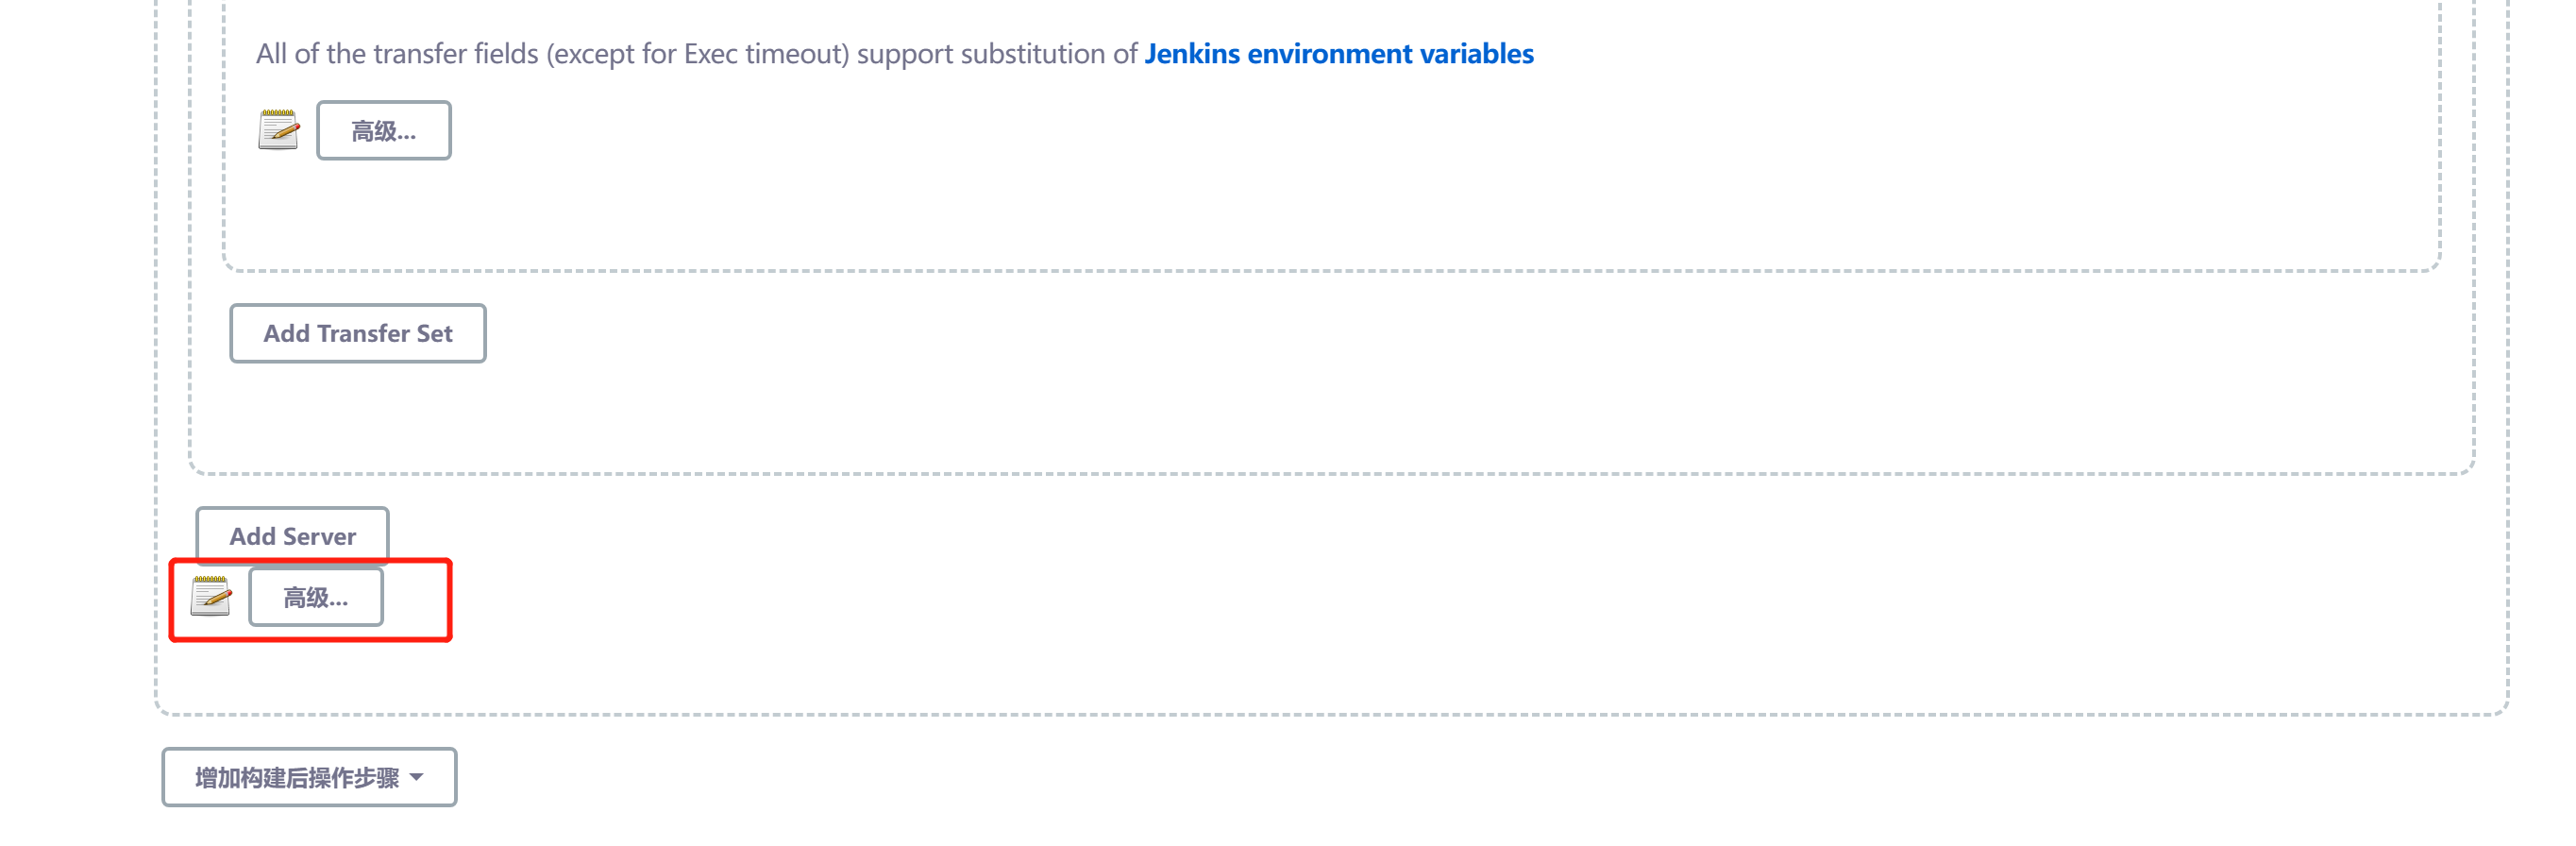 All of the transfer fields (except for Exec timeout) support substitution of Jenkins environment variables
高级...
Add Transfer Set
Add Server
高级...
增加构建后操作步骤